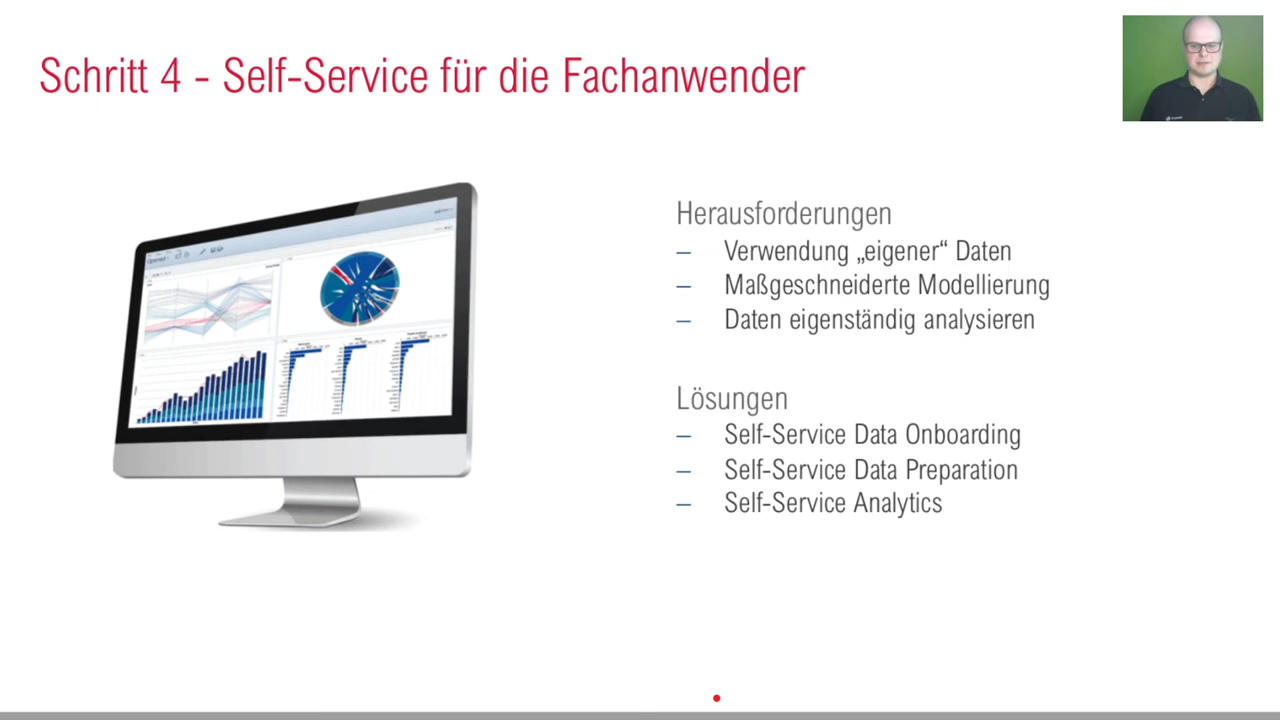 Schritt 4 - Self-Service für die Fachanwender
Herausforderungen
– Verwendung „eigener“ Daten
– Maßgeschneiderte Modellierung
– Daten eigenständig analysieren
Lösungen
– Self-Service Data Onboarding
– Self-Service Data Preparation
– Self-Service Analytics